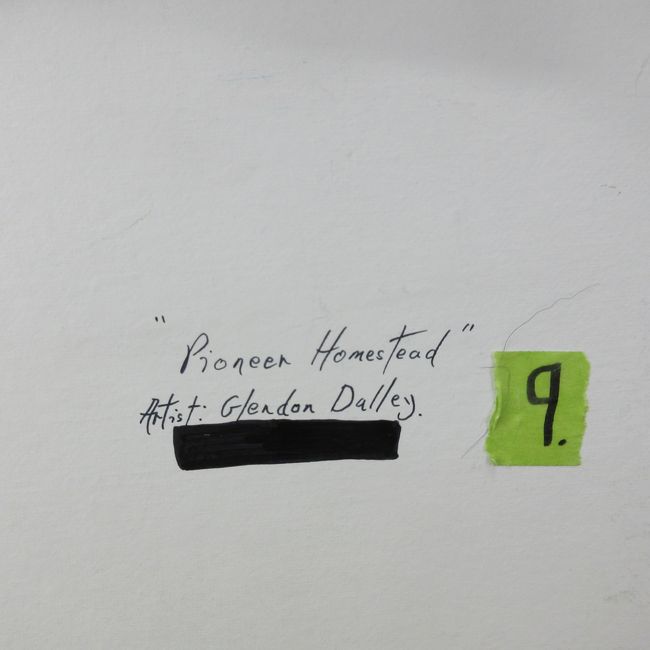 "Pioneer Homestead"
Artist: Glendon Dalley.
9.